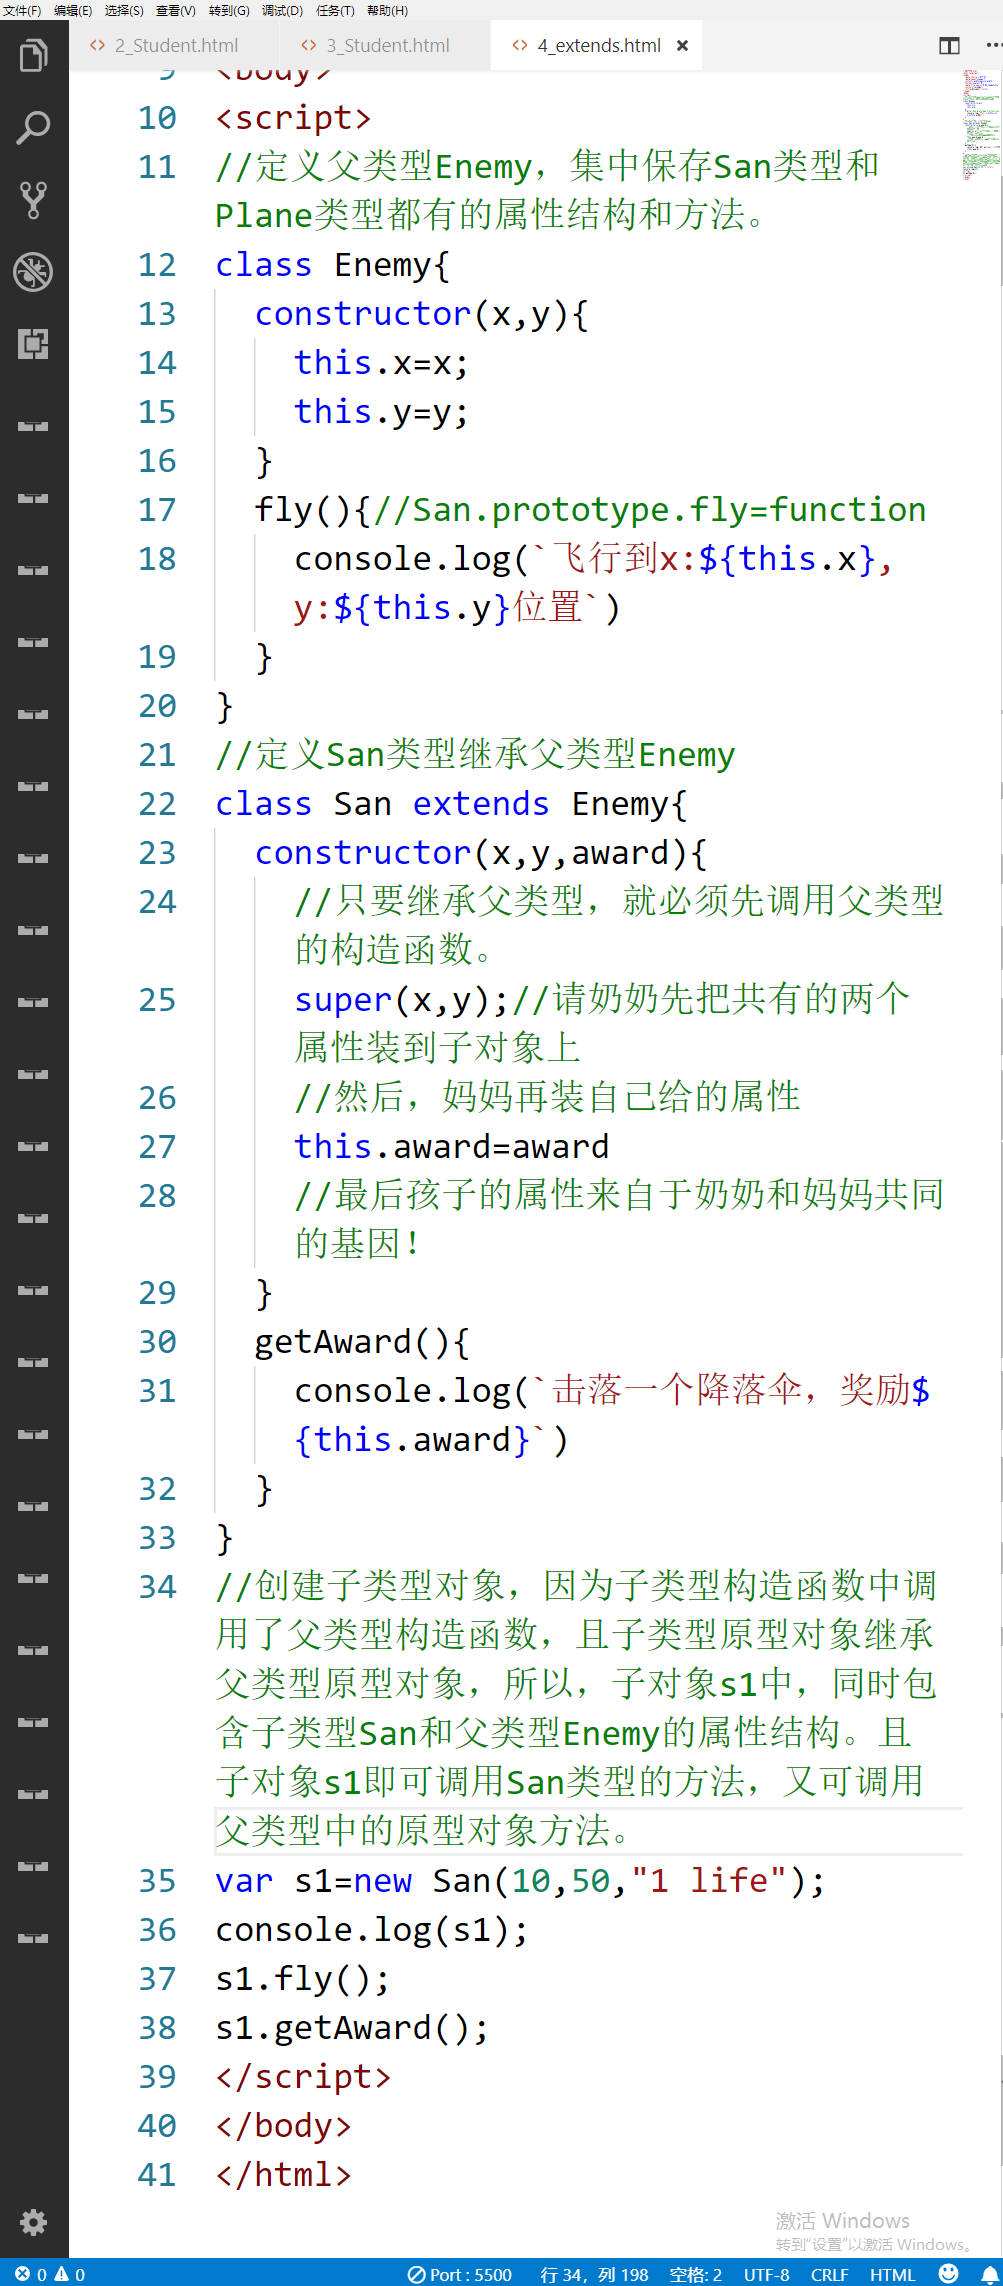 文件(F) 编辑(E) 选择(S) 查看(V) 转到(G) 调试(D) 任务(T) 帮助(H)
<> 2_Student.html <> 3_Student.html <> 4_extends.html ×
9 <body>
10 <script>
11 //定义父类型Enemy，集中保存San类型和
Plane类型都有的属性结构和方法。
12 class Enemy{
13 constructor(x,y){
14 this.x=x;
15 this.y=y;
16 }
17 fly(){//San.prototype.fly=function
18 console.log(`飞行到x:${this.x},
y:${this.y}位置`)
19 }
20 }
21 //定义San类型继承父类型Enemy
22 class San extends Enemy{
23 constructor(x,y,award){
24 //只要继承父类型，就必须先调用父类型
的构造函数。
25 super(x,y);//请奶奶先把共有的两个
属性装到子对象上
26 //然后，妈妈再装自己给的属性
27 this.award=award
28 //最后孩子的属性来自于奶奶和妈妈共同
的基因！
29 }
30 getAward(){
31 console.log(`击落一个降落伞，奖励$
{this.award}`)
32 }
33 }
34 //创建子类型对象，因为子类型构造函数中调
用了父类型构造函数，且子类型原型对象继承
父类型原型对象，所以，子对象s1中，同时包
含子类型San和父类型Enemy的属性结构。且
子对象s1即可调用San类型的方法，又可调用
父类型中的原型对象方法。
35 var s1=new San(10,50,"1 life");
36 console.log(s1);
37 s1.fly();
38 s1.getAward();
39 </script>
40 </body>
41 </html>
激活 Windows
转到"设置"以激活 Windows。
0 0 Port : 5500 行 34，列 198 空格: 2 UTF-8 CRLF HTML